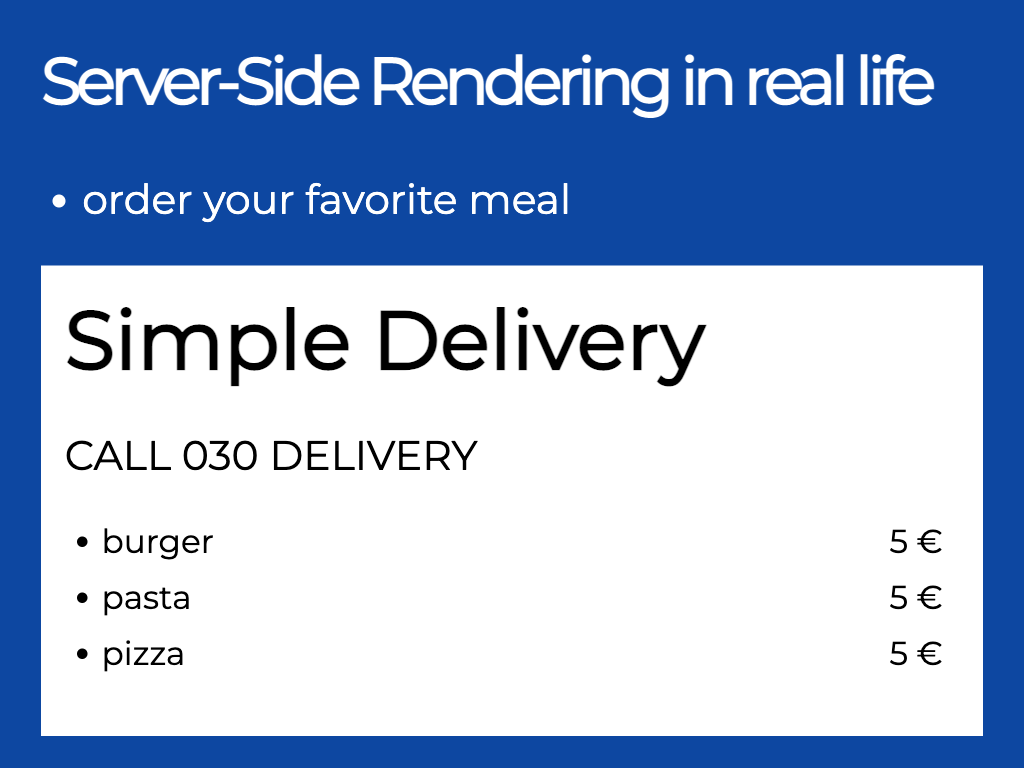 Server-Side Rendering in real life
• order your favorite meal
Simple Delivery
CALL 030 DELIVERY
• burger 5 €
• pasta 5 €
• pizza 5 €